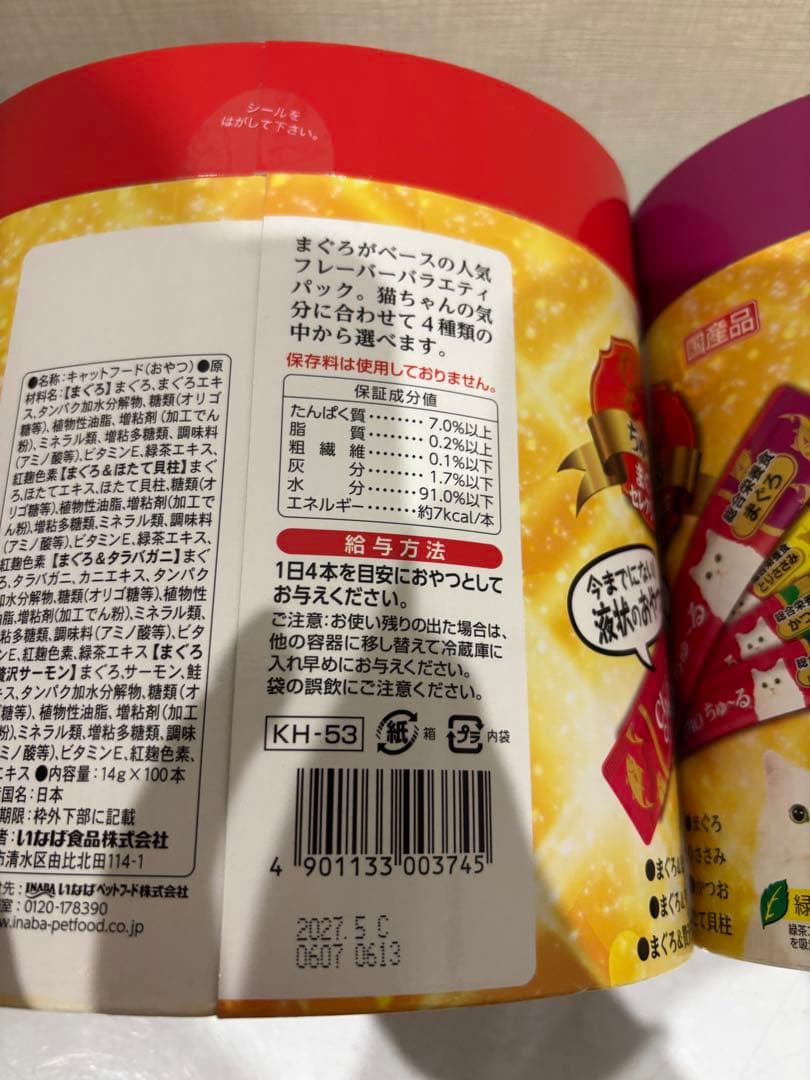 シールを
はがして下さい。
まぐろがベースの人気
フレーバーバラエティ
パック。猫ちゃんの気
分に合わせて４種類の
中から選べます。
保存料は使用しておりません。
保証成分値
たんぱく質……… 7.0%以上
脂　質……… 0.2%以上
粗繊維……… 0.1%以下
灰　分……… 1.7%以下
水　分……… 91.0%以下
エネルギー……約7kcal/本
給与方法
1日4本を目安におやつとして
お与えください。
ご注意:お使い残りの出た場合は、
他の容器に移し替えて冷蔵庫に
入れ早めにお与えください。
袋の誤飲にご注意ください。
KH-53 紙 箱 プラ 内袋
4 901133 003745
2027.5 C
0607 0613
●名称:キャットフード(おやつ)●原
材料名:【まぐろ】まぐろ、まぐろエキ
ス、タンパク加水分解物、糖類(オリゴ
糖等)、植物性油脂、増粘剤(加工でん
粉)、ミネラル類、増粘多糖類、調味料
(アミノ酸等)、ビタミンE、緑茶エキス、
紅麹色素【まぐろ&ほたて貝柱】まぐ
ろ、ほたてエキス、ほたて貝柱、糖類(オ
リゴ糖等)、植物性油脂、増粘剤(加工で
ん粉)、増粘多糖類、ミネラル類、調味料
(アミノ酸等)、ビタミンE、緑茶エキス、
紅麹色素【まぐろ&タラバガニ】まぐ
ろ、タラバガニ、カニエキス、タンパク
加水分解物、糖類(オリゴ糖等)、植物性
油脂、増粘剤(加工でん粉)、ミネラル類、
増粘多糖類、調味料(アミノ酸等)、ビタ
ミンE、紅麹色素、緑茶エキス【まぐろ
贅沢サーモン】まぐろ、サーモン、鮭
エキス、タンパク加水分解物、糖類(オ
ゴ糖等)、植物性油脂、増粘剤(加工
ん粉)、ミネラル類、増粘多糖類、調味
ミノ酸等)、ビタミンE、紅麹色素、
エキス ●内容量:14g×100本
産国名:日本
期限:枠外下部に記載
者:いなば食品株式会社
市清水区由比北田114-1
先:INABA いなばペットフード株式会社
室:0120-178390
w.inaba-petfood.co.jp
今までにない
液状のおやつ
●まぐろ&
●まぐろ&
●まぐろ&贅
国産品
総合栄養食
まぐろ
とりささみ
ちゅ〜る
まぐろ
ささみ
かつお
て貝柱
緑
緑茶エ
を吸